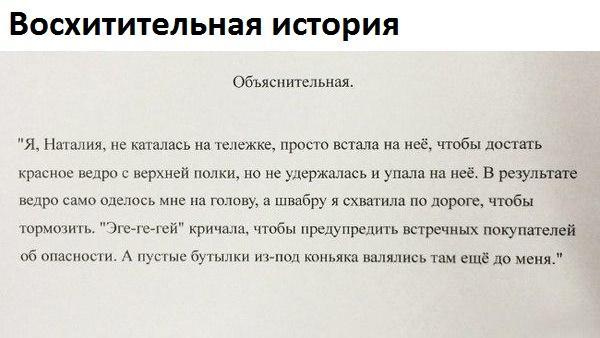 Восхитительная история
Объяснительная.
"Я, Наталия, не каталась на тележке, просто встала на неё, чтобы достать
красное ведро с верхней полки, но не удержалась и упала на неё. В результате
ведро само оделось мне на голову, а швабру я схватила по дороге, чтобы
тормозить. "Эге-ге-гей" кричала, чтобы предупредить встречных покупателей
об опасности. А пустые бутылки из-под коньяка валялись там ещё до меня."